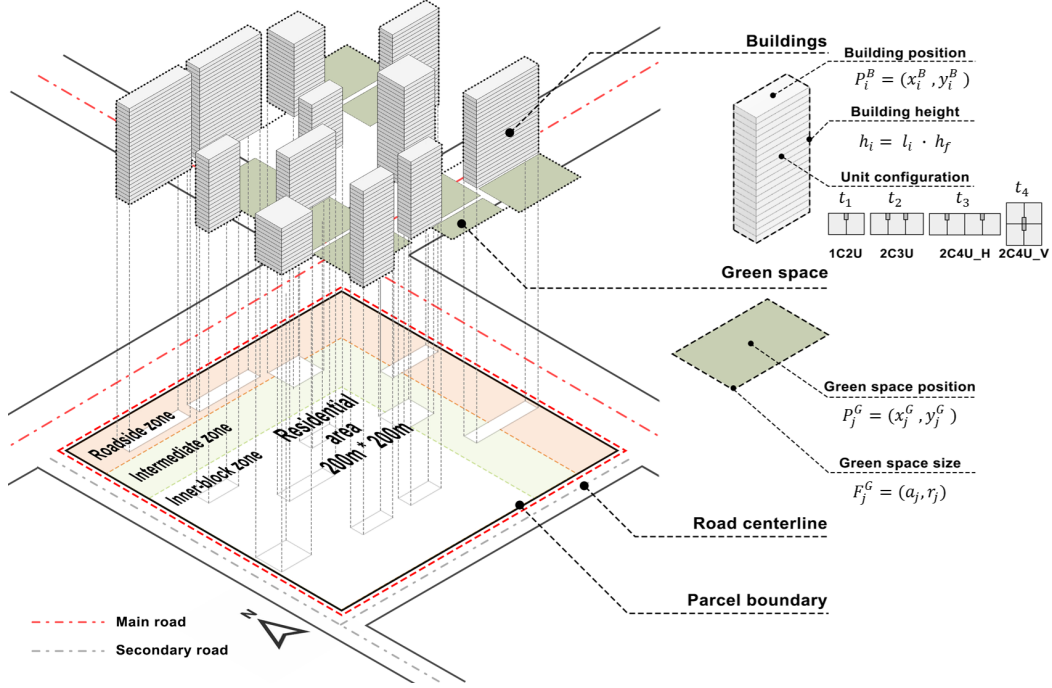 Buildings
Building position
$P_i^B = (x_i^B, y_i^B)$
Building height
$h_i = l_i \cdot h_f$
Unit configuration
$t_1$ $t_2$ $t_3$ $t_4$
1C2U 2C3U 2C4U_H 2C4U_V
Green space
Green space position
$P_j^G = (x_j^G, y_j^G)$
Green space size
$F_j^G = (a_j, r_j)$
Roadside zone
Intermediate zone
Inner-block zone
Residential
area
200m * 200m
Road centerline
Parcel boundary
N
Main road
Secondary road